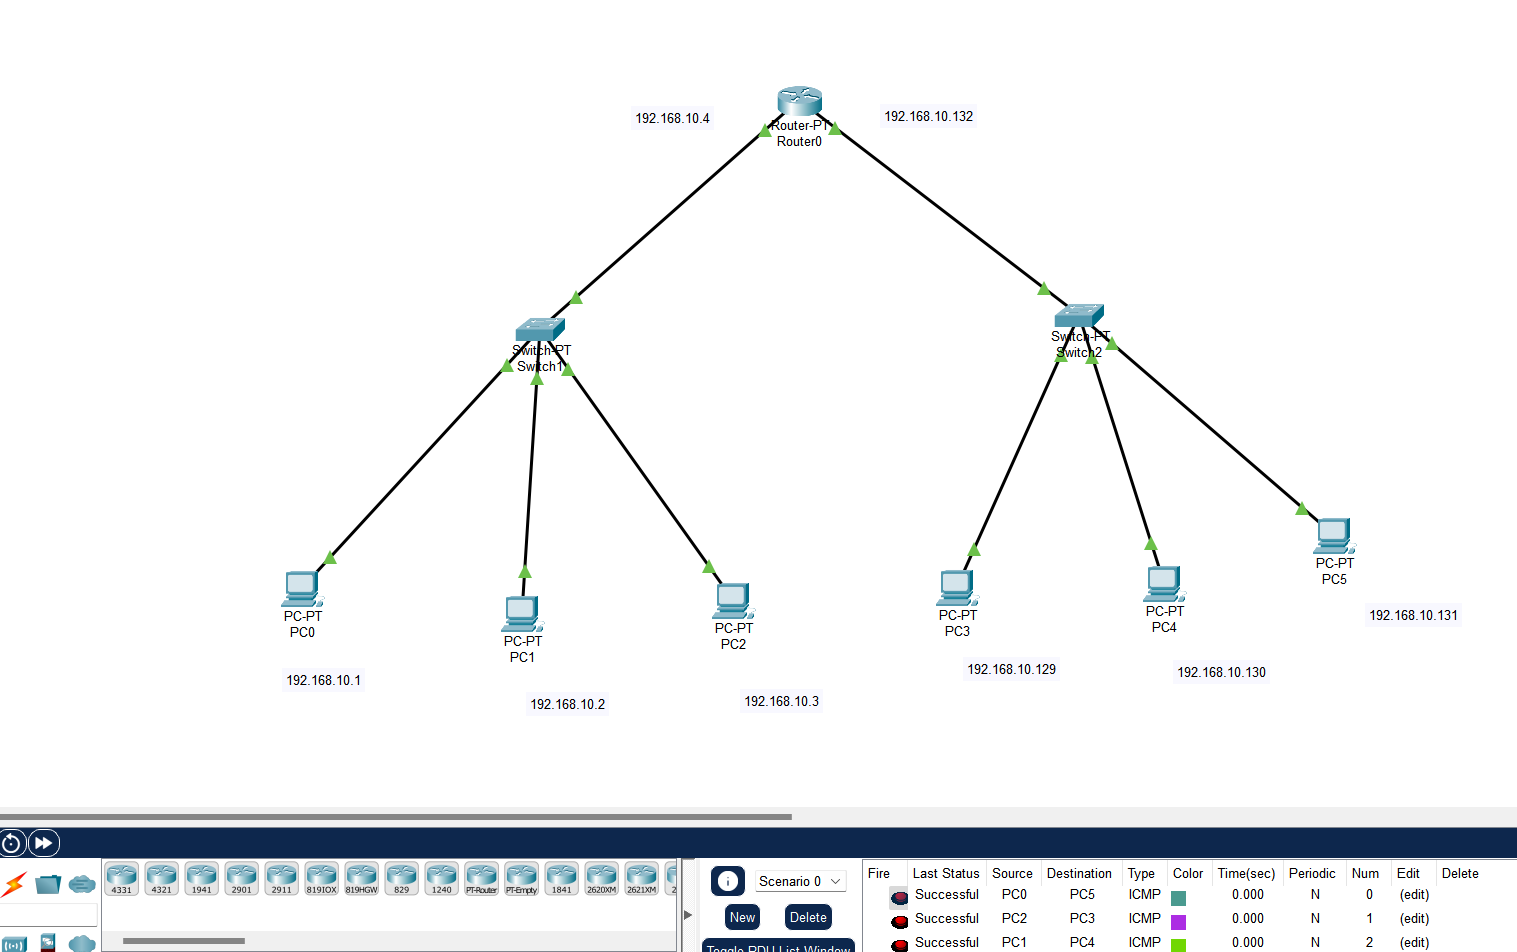 192.168.10.4
192.168.10.132
Router-PT
Router0
Switch-PT
Switch1
Switch-PT
Switch2
PC-PT
PC0
PC-PT
PC1
PC-PT
PC2
PC-PT
PC3
PC-PT
PC4
PC-PT
PC5
192.168.10.1
192.168.10.2
192.168.10.3
192.168.10.129
192.168.10.130
192.168.10.131
4331 4321 1941 2901 2911 819IOX 819HGW 829 1240 PT-Router PT-Empty 1841 2620XM 2621XM 2
Scenario 0
New Delete
Toggle PDU List Window
Fire Last Status Source Destination Type Color Time(sec) Periodic Num Edit Delete
Successful PC0 PC5 ICMP 0.000 N 0 (edit)
Successful PC2 PC3 ICMP 0.000 N 1 (edit)
Successful PC1 PC4 ICMP 0.000 N 2 (edit)